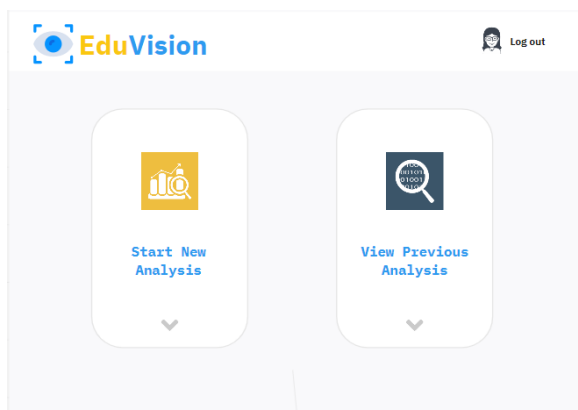 EduVision
Log out
Start New
Analysis
View Previous
Analysis